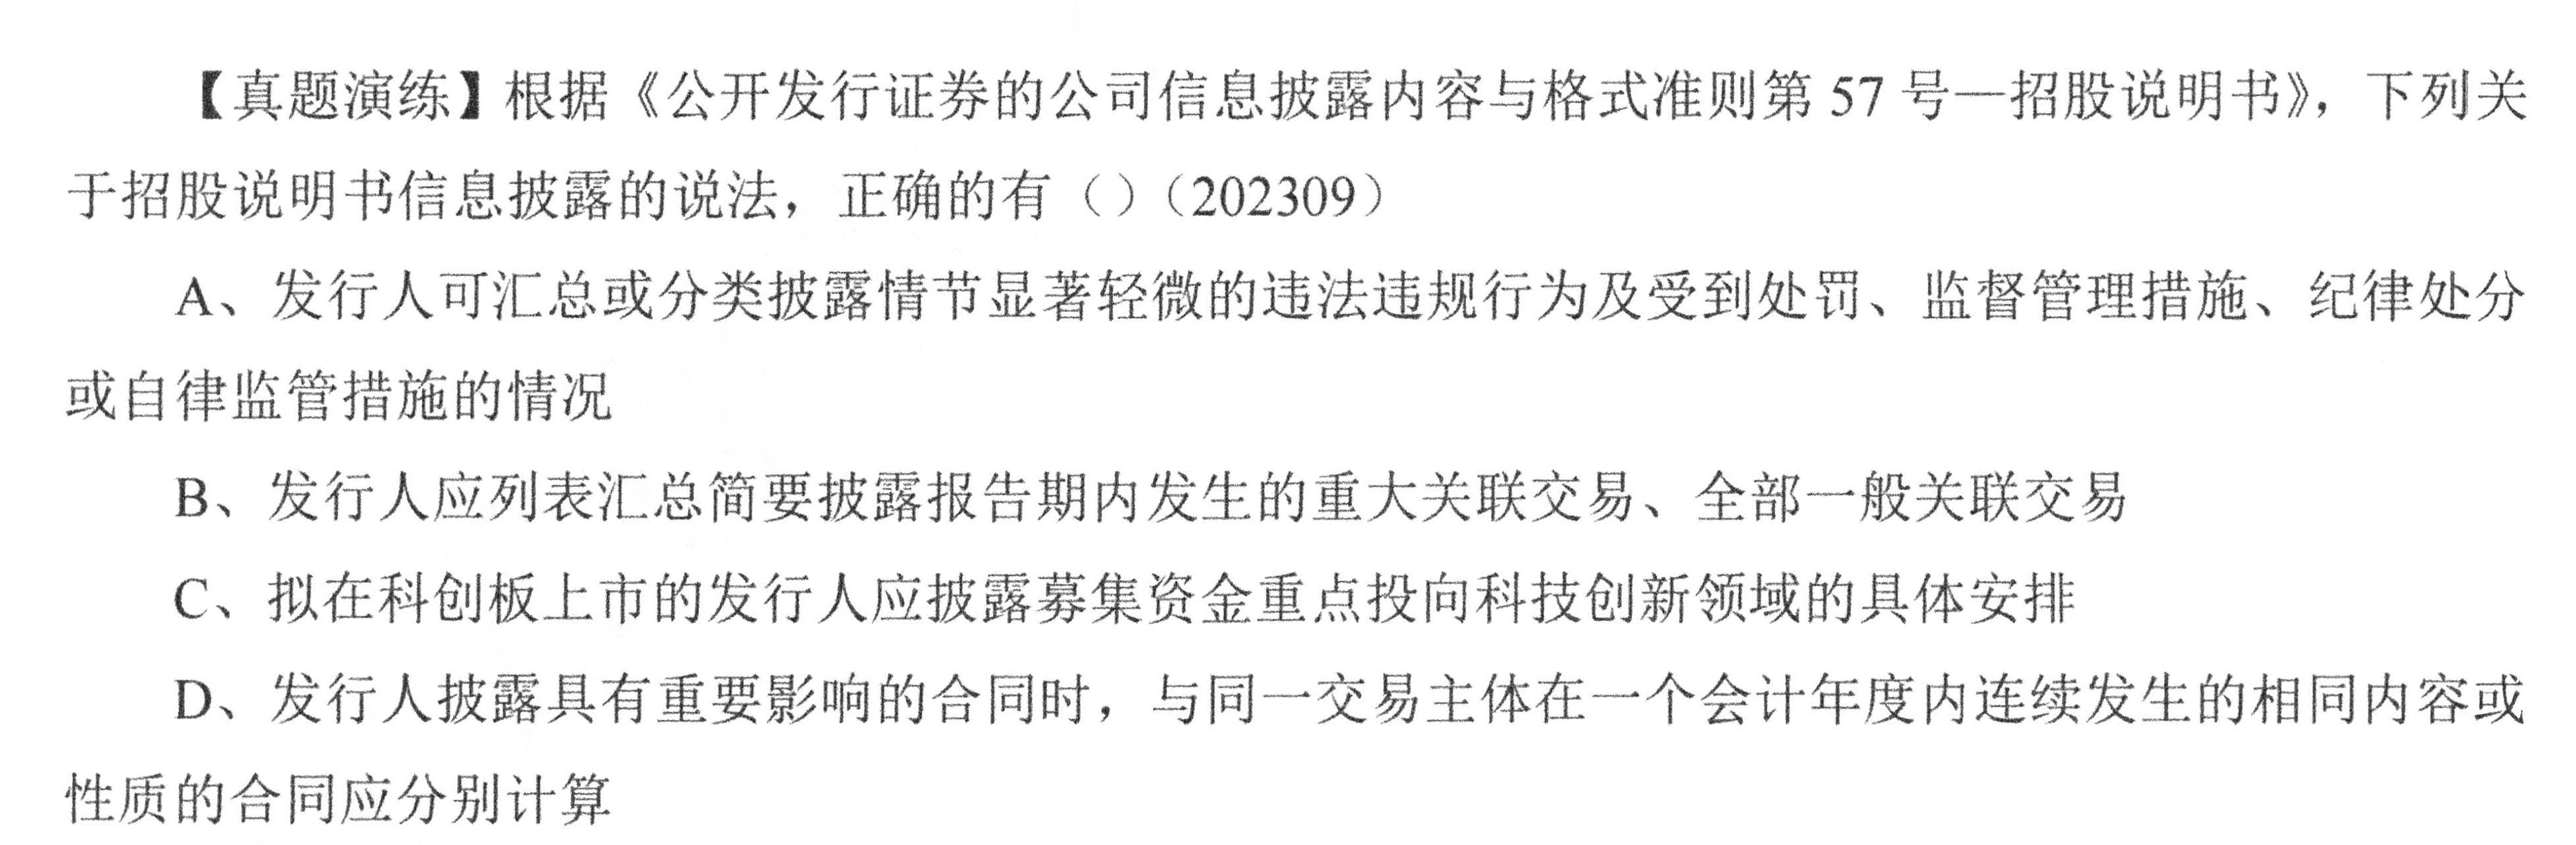 【真题演练】根据《公开发行证券的公司信息披露内容与格式准则第 57 号—招股说明书》，下列关
于招股说明书信息披露的说法，正确的有（）（202309）
A、发行人可汇总或分类披露情节显著轻微的违法违规行为及受到处罚、监督管理措施、纪律处分
或自律监管措施的情况
B、发行人应列表汇总简要披露报告期内发生的重大关联交易、全部一般关联交易
C、拟在科创板上市的发行人应披露募集资金重点投向科技创新领域的具体安排
D、发行人披露具有重要影响的合同时，与同一交易主体在一个会计年度内连续发生的相同内容或
性质的合同应分别计算